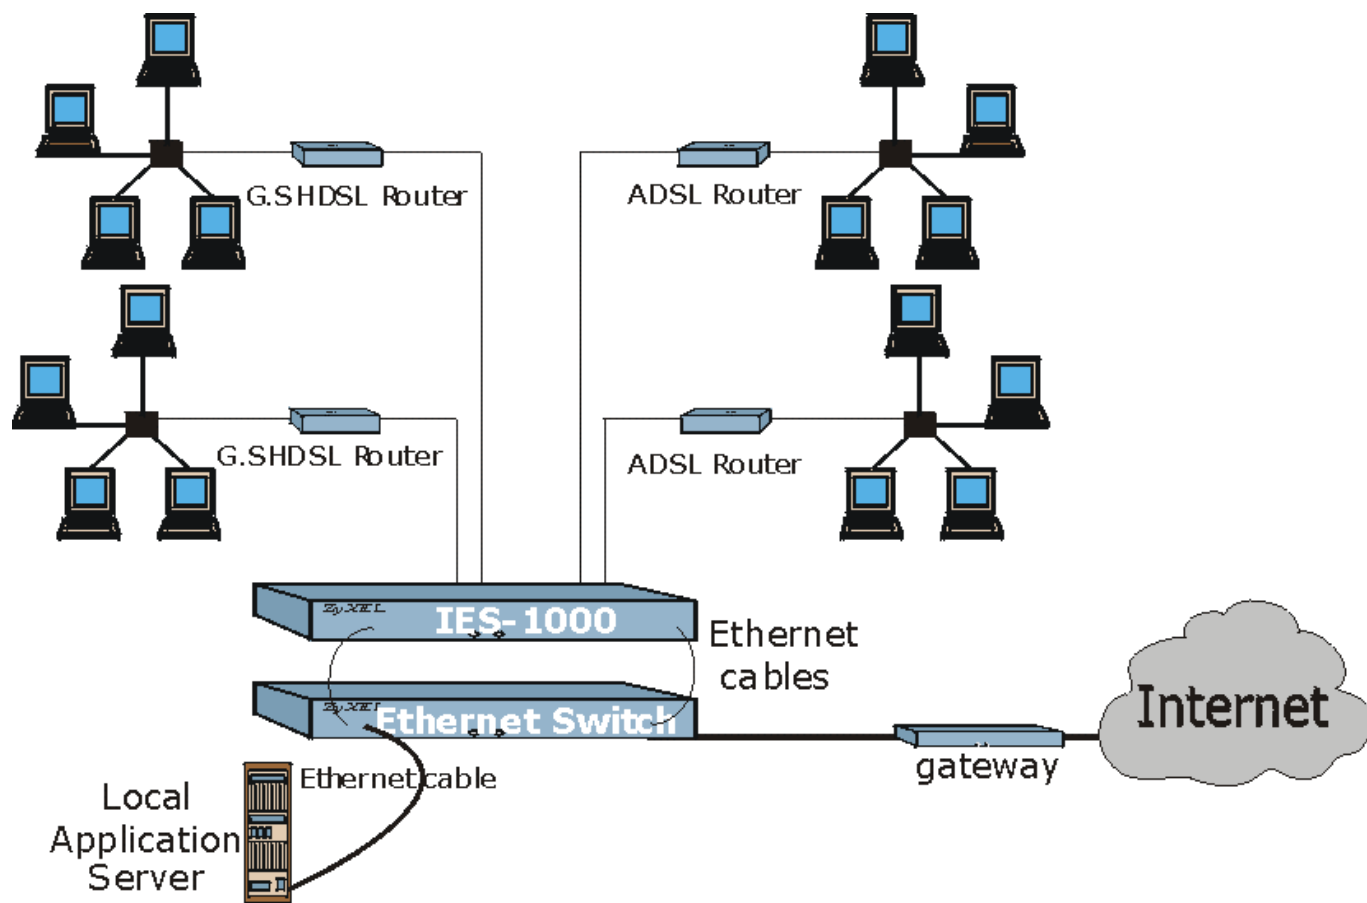 G.SHDSL Router
ADSL Router
G.SHDSL Router
ADSL Router
ZyXEL
IES-1000
Ethernet
cables
ZyXEL
Ethernet Switch
Internet
gateway
Ethernet cable
Local
Application
Server